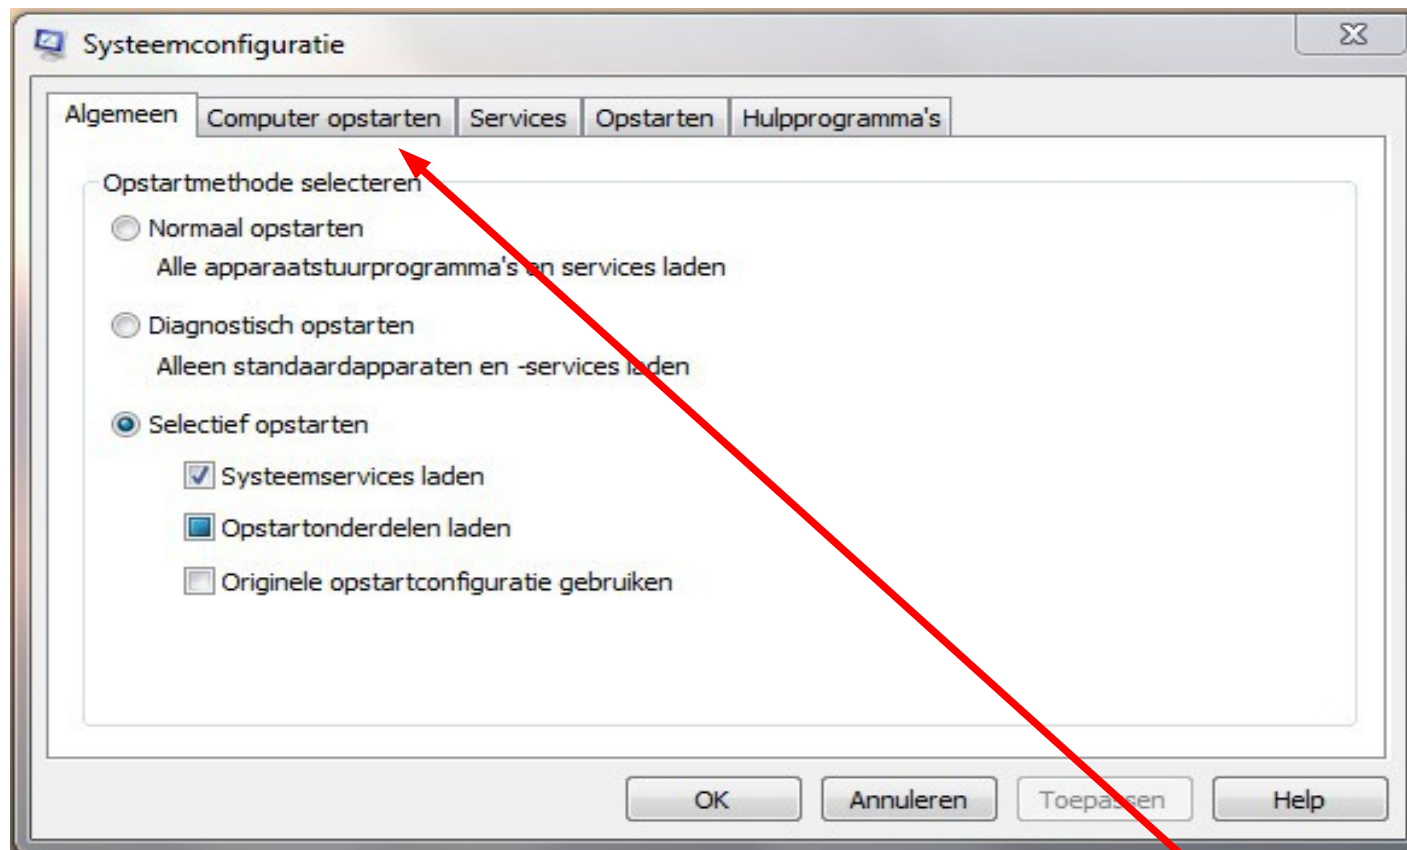 Systeemconfiguratie
Algemeen Computer opstarten Services Opstarten Hulpprogramma's
Opstartmethode selecteren
Normaal opstarten
Alle apparaatstuurprogramma's en services laden
Diagnostisch opstarten
Alleen standaardapparaten en -services laden
Selectief opstarten
Systeemservices laden
Opstartonderdelen laden
Originele opstartconfiguratie gebruiken
OK Annuleren Toepassen Help